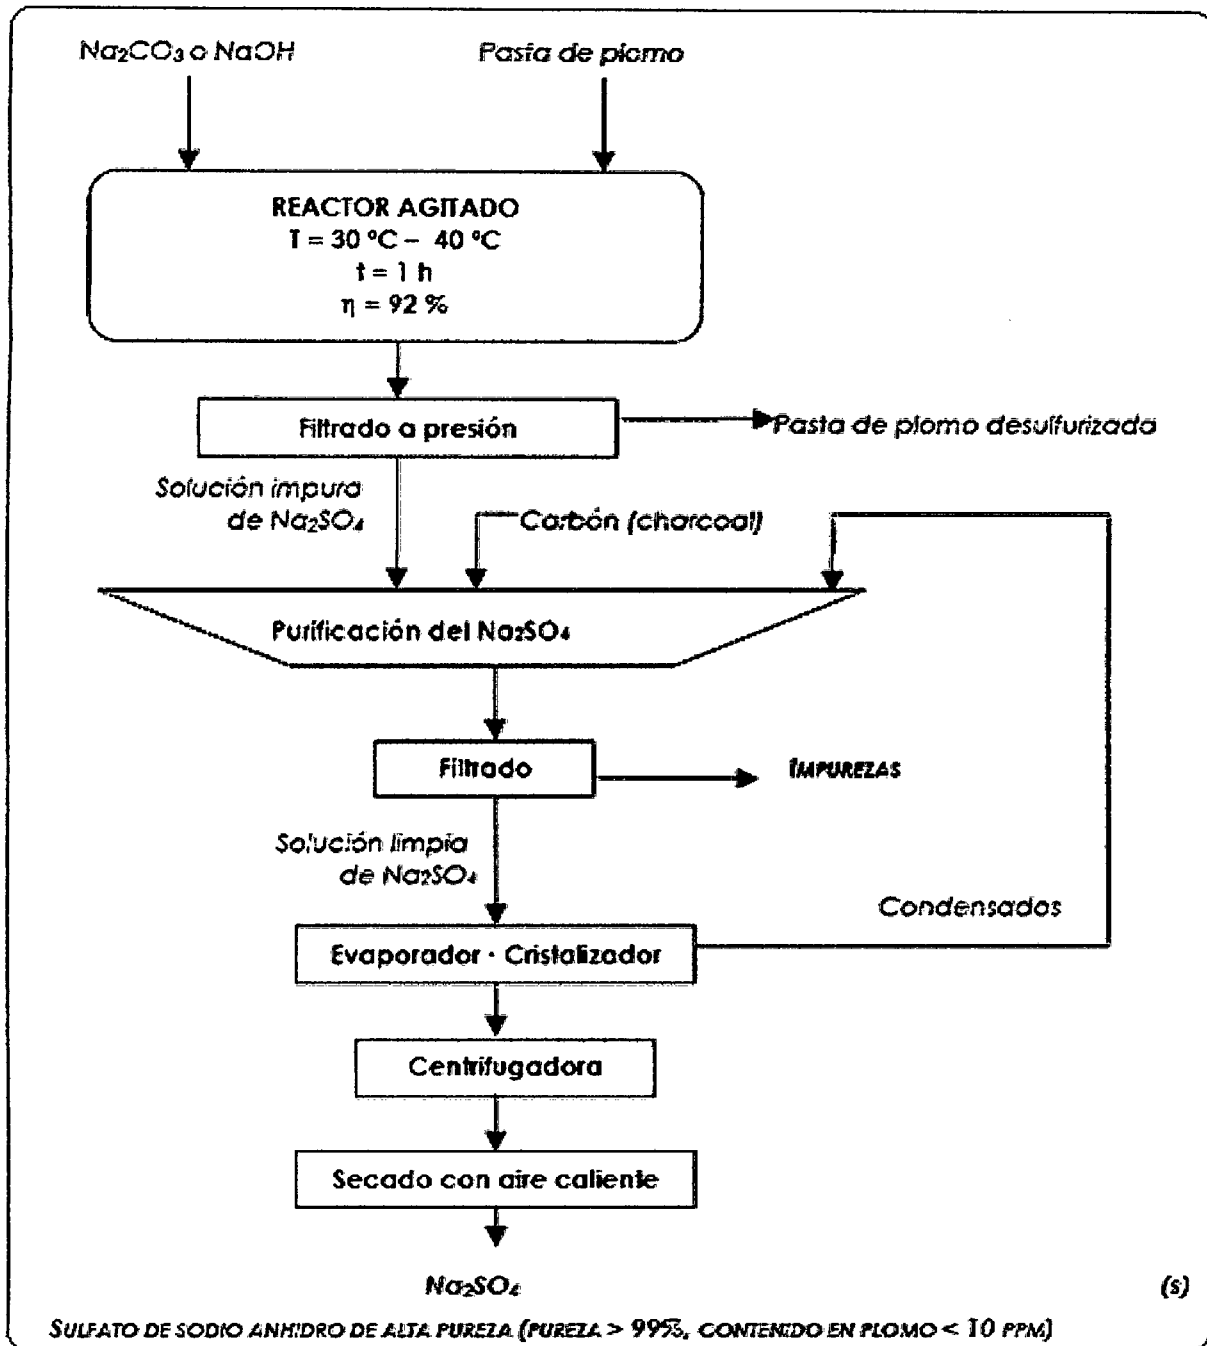 Na₂CO₃ o NaOH
Pasta de plomo
REACTOR AGITADO
T = 30 ºC – 40 ºC
t = 1 h
η = 92 %
Filtrado a presión
Pasta de plomo desulfurizada
Solución impura
de Na₂SO₄
Carbón (charcoal)
Purificación del Na₂SO₄
Filtrado
IMPUREZAS
Solución limpia
de Na₂SO₄
Condensados
Evaporador · Cristalizador
Centrifugadora
Secado con aire caliente
Na₂SO₄ (s)
SULFATO DE SODIO ANHIDRO DE ALTA PUREZA (PUREZA > 99%, CONTENIDO EN PLOMO < 10 PPM)